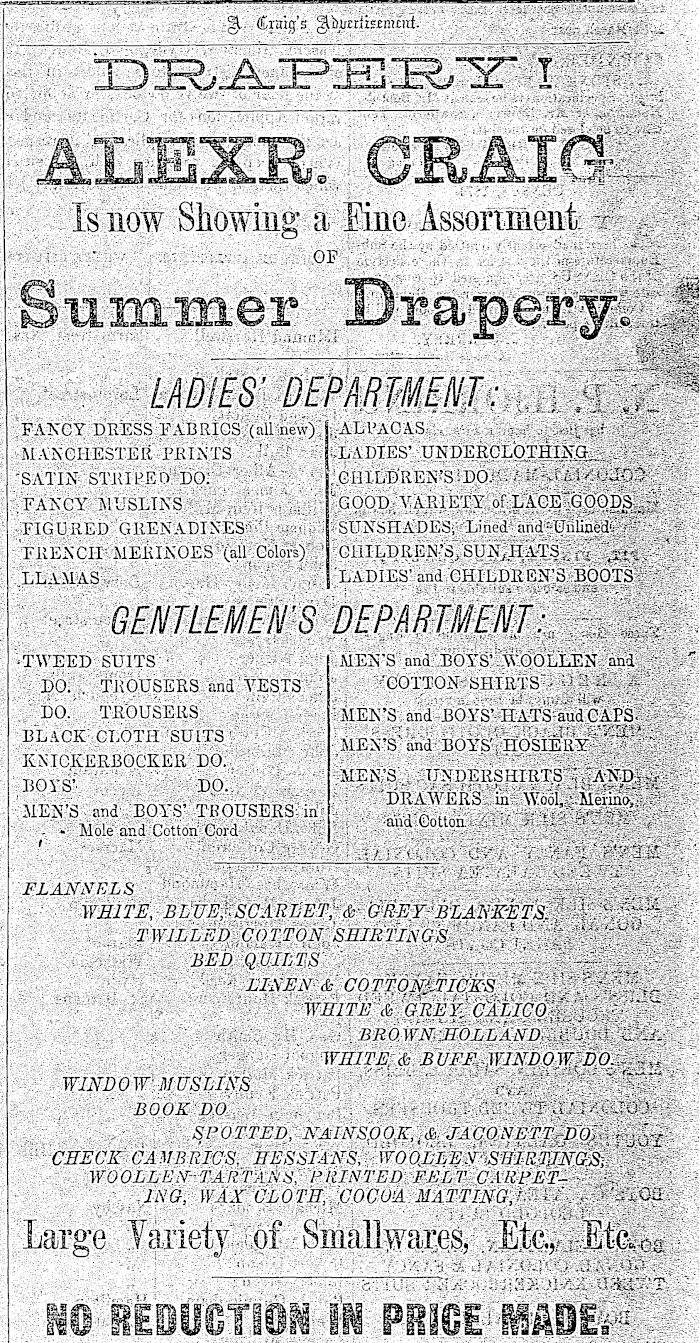 A Craig's Advertisement.
DRAPERY!
ALEXR. CRAIG
Is now Showing a Fine Assortment
OF
Summer Drapery.
LADIES' DEPARTMENT:
FANCY DRESS FABRICS (all new)
MANCHESTER PRINTS
SATIN STRIPED DO.
FANCY MUSLINS
FIGURED GRENADINES
FRENCH MERINOES (all Colors)
LLAMAS
ALPACAS
LADIES' UNDERCLOTHING
CHILDREN'S DO.
GOOD VARIETY of LACE GOODS
SUNSHADES, Lined and Unlined
CHILDREN'S SUN HATS
LADIES' and CHILDREN'S BOOTS
GENTLEMEN'S DEPARTMENT:
TWEED SUITS
DO. TROUSERS and VESTS
DO. TROUSERS
BLACK CLOTH SUITS
KNICKERBOCKER DO.
BOYS' DO.
MEN'S and BOYS' TROUSERS in
Mole and Cotton Cord
MEN'S and BOYS' WOOLLEN and
COTTON SHIRTS
MEN'S and BOYS' HATS aud CAPS
MEN'S and BOYS' HOSIERY
MEN'S UNDERSHIRTS AND
DRAWERS in Wool, Merino,
and Cotton
FLANNELS
WHITE, BLUE, SCARLET, & GREY BLANKETS
TWILLED COTTON SHIRTINGS
BED QUILTS
LINEN & COTTON TICKS
WHITE & GREY CALICO
BROWN HOLLAND
WHITE & BUFF WINDOW DO.
WINDOW MUSLINS
BOOK DO
SPOTTED, NAINSOOK, & JACONETT DO
CHECK CAMBRICS, HESSIANS, WOOLLEN SHIRTINGS,
WOOLLEN TARTANS, PRINTED FELT CARPET-
ING, WAX CLOTH, COCOA MATTING,
Large Variety of Smallwares, Etc., Etc.
NO REDUCTION IN PRICE MADE.